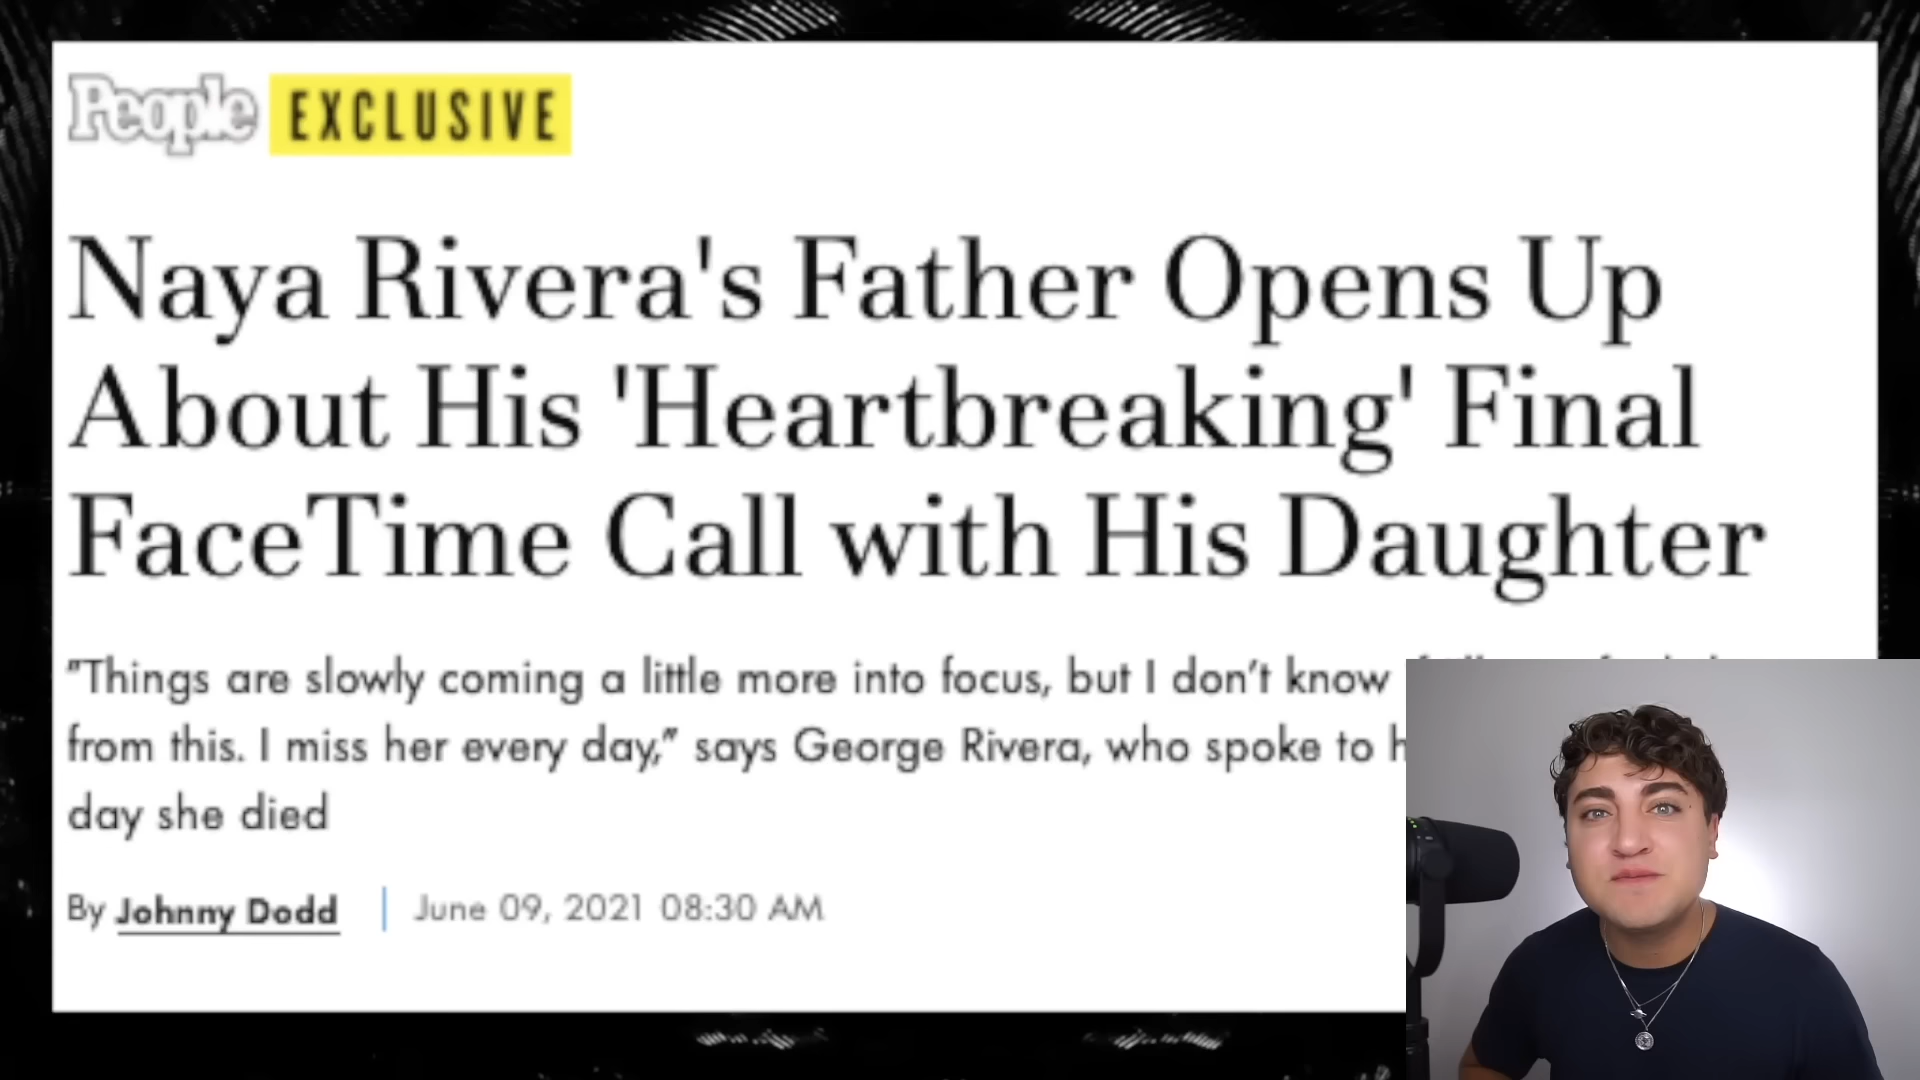 People EXCLUSIVE
Naya Rivera's Father Opens Up
About His 'Heartbreaking' Final
FaceTime Call with His Daughter
"Things are slowly coming a little more into focus, but I don't know
from this. I miss her every day," says George Rivera, who spoke to
day she died
By Johnny Dodd | June 09, 2021 08:30 AM